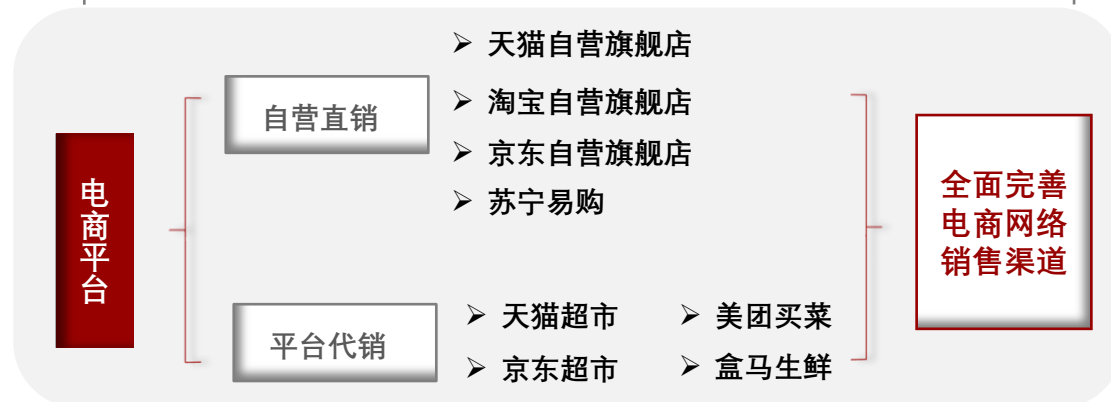 电商平台
自营直销
➢ 天猫自营旗舰店
➢ 淘宝自营旗舰店
➢ 京东自营旗舰店
➢ 苏宁易购
平台代销
➢ 天猫超市
➢ 美团买菜
➢ 京东超市
➢ 盒马生鲜
全面完善
电商网络
销售渠道